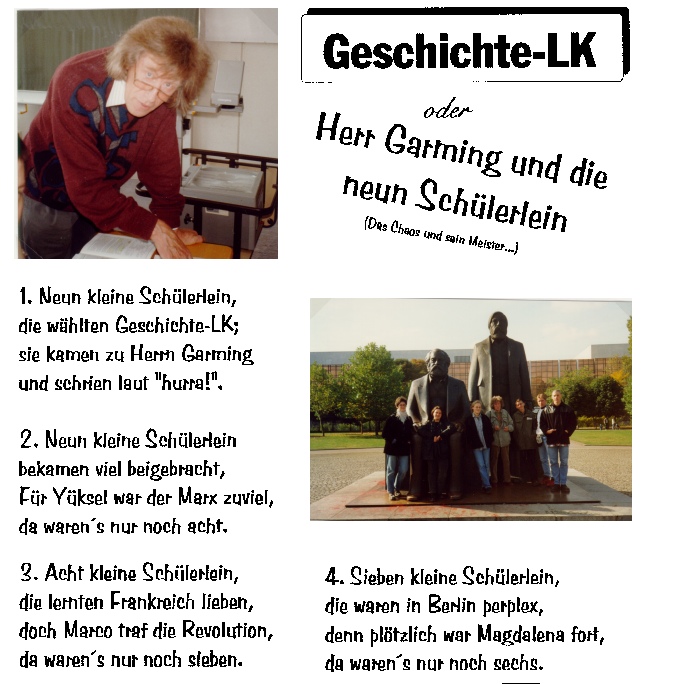 Geschichte-LK
oder
Herr Garming und die
neun Schülerlein
(Das Chaos und sein Meister...)
1. Neun kleine Schülerlein,
die wählten Geschichte-LK;
sie kamen zu Herrn Garming
und schrien laut "hurra!".
2. Neun kleine Schülerlein
bekamen viel beigebracht,
Für Yüksel war der Marx zuviel,
da waren´s nur noch acht.
3. Acht kleine Schülerlein,
die lernten Frankreich lieben,
doch Marco traf die Revolution,
da waren´s nur noch sieben.
4. Sieben kleine Schülerlein,
die waren in Berlin perplex,
denn plötzlich war Magdalena fort,
da waren´s nur noch sechs.